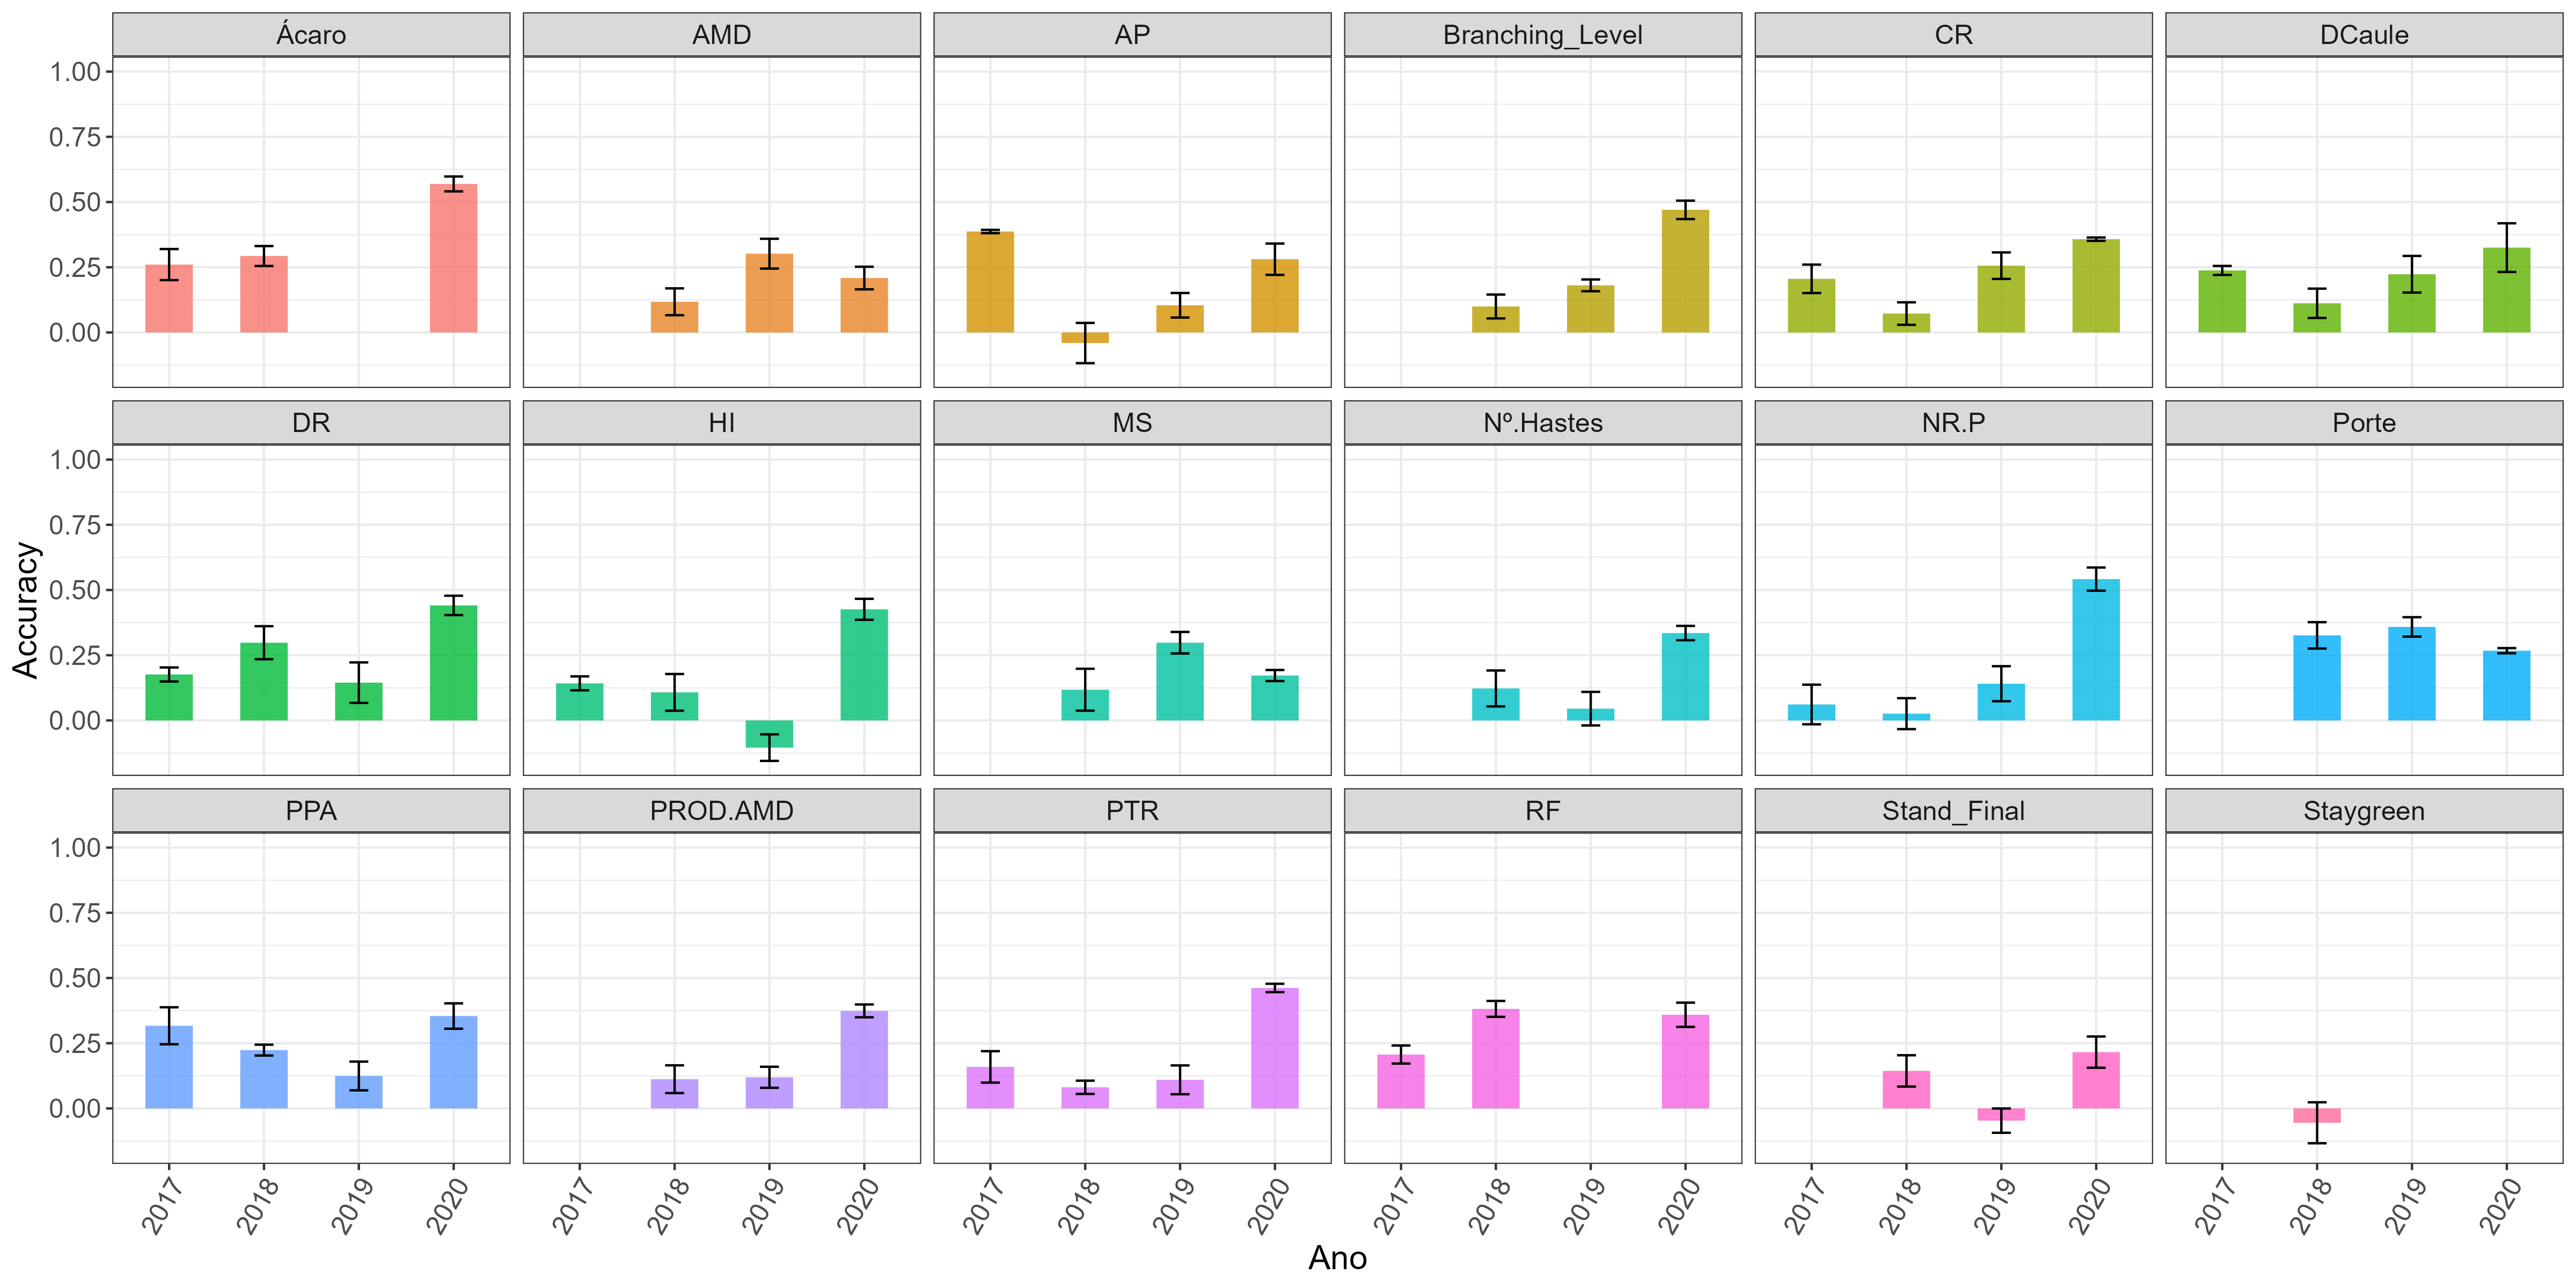 Ácaro AMD AP Branching_Level CR DCaule
1.00
0.75
0.50
0.25
0.00
DR HI MS Nº.Hastes NR.P Porte
1.00
0.75
0.50
0.25
0.00
Accuracy
PPA PROD.AMD PTR RF Stand_Final Staygreen
1.00
0.75
0.50
0.25
0.00
2017 2018 2019 2020 2017 2018 2019 2020 2017 2018 2019 2020 2017 2018 2019 2020 2017 2018 2019 2020 2017 2018 2019 2020
Ano